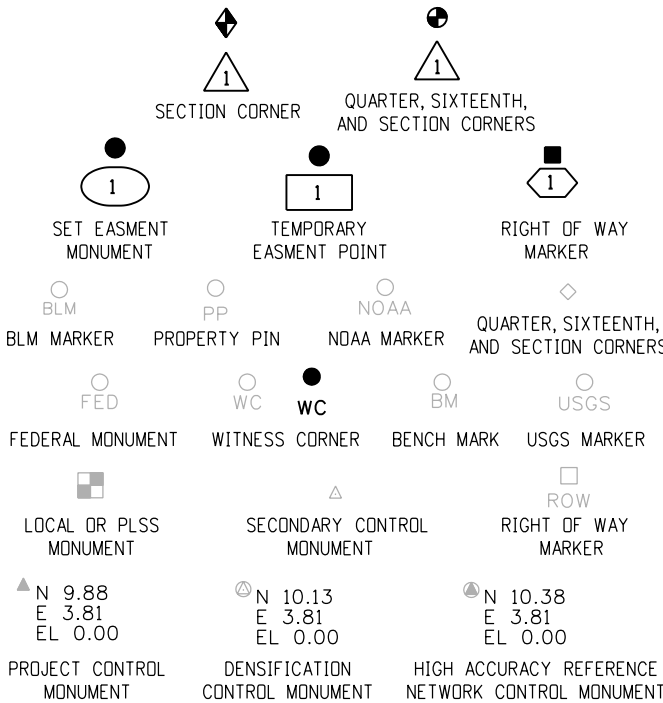 1
1
SECTION CORNER
QUARTER, SIXTEENTH,
AND SECTION CORNERS
1
1
1
SET EASMENT
MONUMENT
TEMPORARY
EASMENT POINT
RIGHT OF WAY
MARKER
BLM
PP
NOAA
BLM MARKER
PROPERTY PIN
NOAA MARKER
QUARTER, SIXTEENTH,
AND SECTION CORNERS
FED
WC
WC
BM
USGS
FEDERAL MONUMENT
WITNESS CORNER
BENCH MARK
USGS MARKER
ROW
LOCAL OR PLSS
MONUMENT
SECONDARY CONTROL
MONUMENT
RIGHT OF WAY
MARKER
N 9.88
E 3.81
EL 0.00
N 10.13
E 3.81
EL 0.00
N 10.38
E 3.81
EL 0.00
PROJECT CONTROL
MONUMENT
DENSIFICATION
CONTROL MONUMENT
HIGH ACCURACY REFERENCE
NETWORK CONTROL MONUMENT